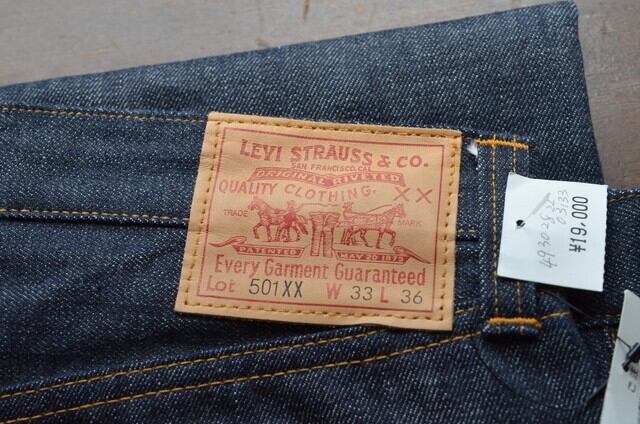 LEVI STRAUSS & CO.
SAN FRANCISCO, CAL.
ORIGINAL RIVETED
QUALITY CLOTHING. XX
TRADE MARK
PATENTED MAY 20 1873
Every Garment Guaranteed
Lot 501XX W 33 L 36
¥19,000